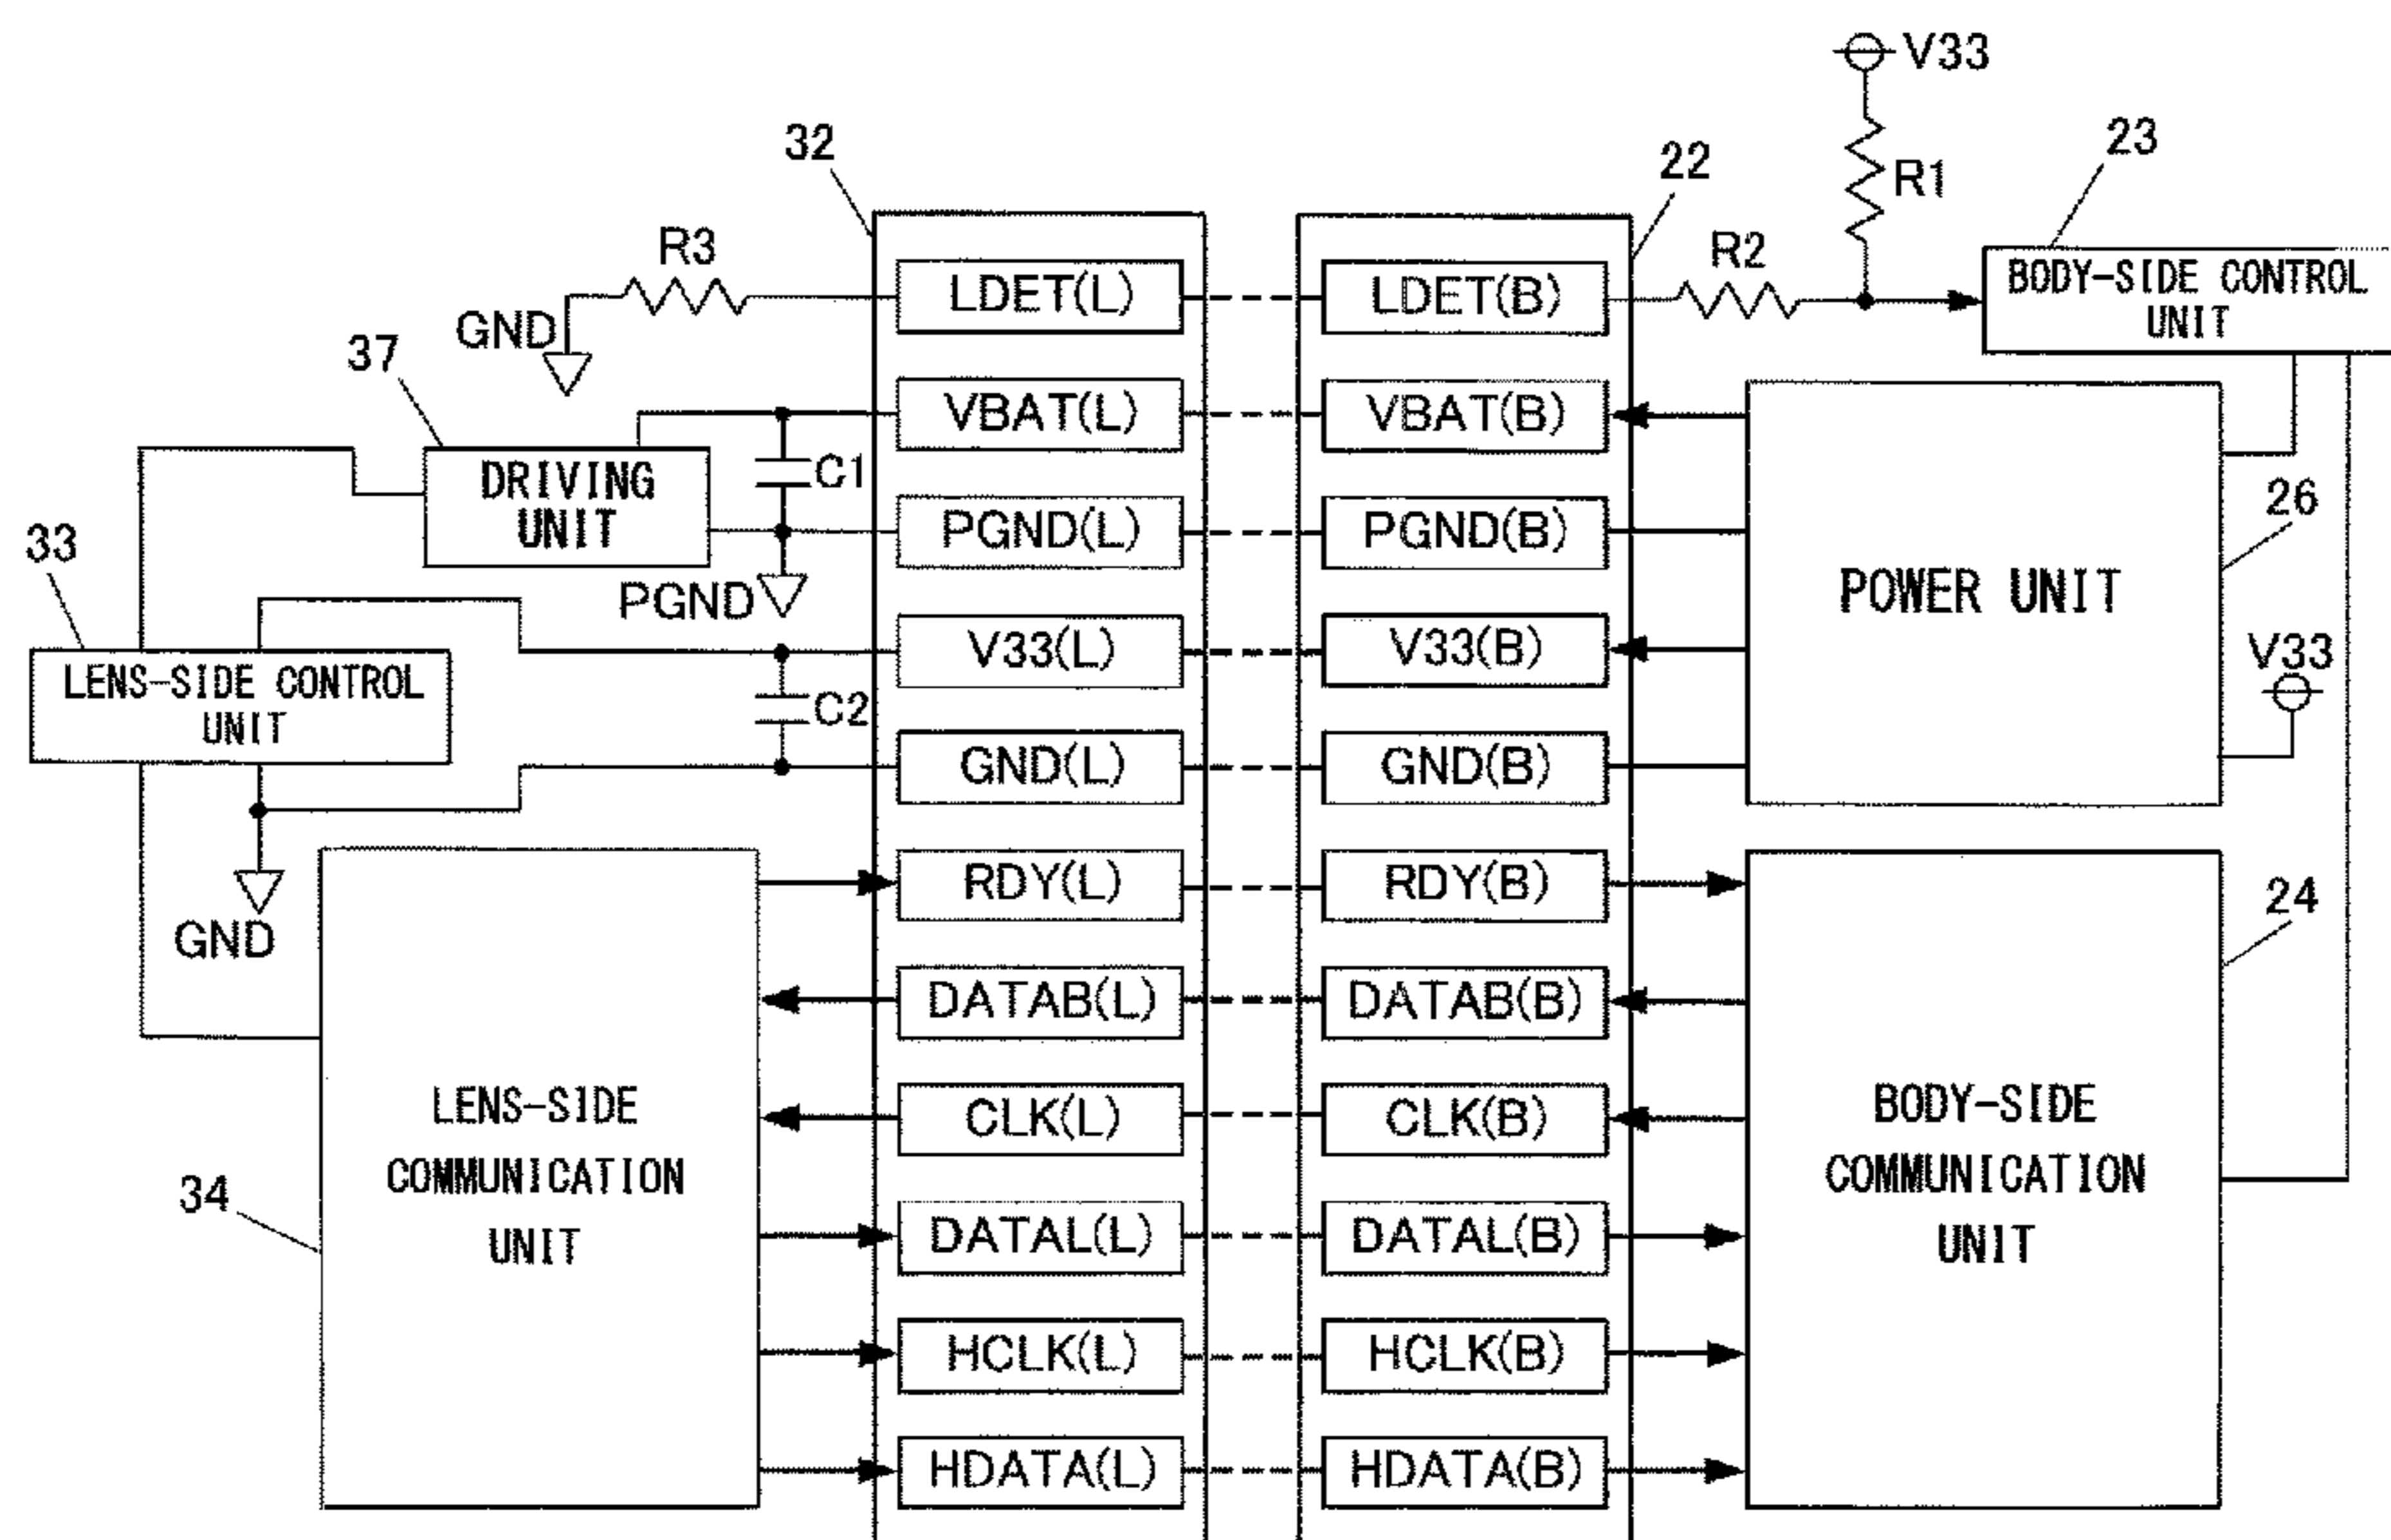 V33
32
22
23
R1
R3
R2
LDET(L)
LDET(B)
BODY-SIDE CONTROL
UNIT
GND
37
VBAT(L)
VBAT(B)
C1
DRIVING
UNIT
26
PGND(L)
PGND(B)
33
PGND
POWER UNIT
V33(L)
V33(B)
V33
LENS-SIDE CONTROL
UNIT
C2
GND(L)
GND(B)
RDY(L)
RDY(B)
24
GND
DATAB(L)
DATAB(B)
LENS-SIDE
COMMUNICATION
UNIT
CLK(L)
CLK(B)
BODY-SIDE
COMMUNICATION
UNIT
34
DATAL(L)
DATAL(B)
HCLK(L)
HCLK(B)
HDATA(L)
HDATA(B)